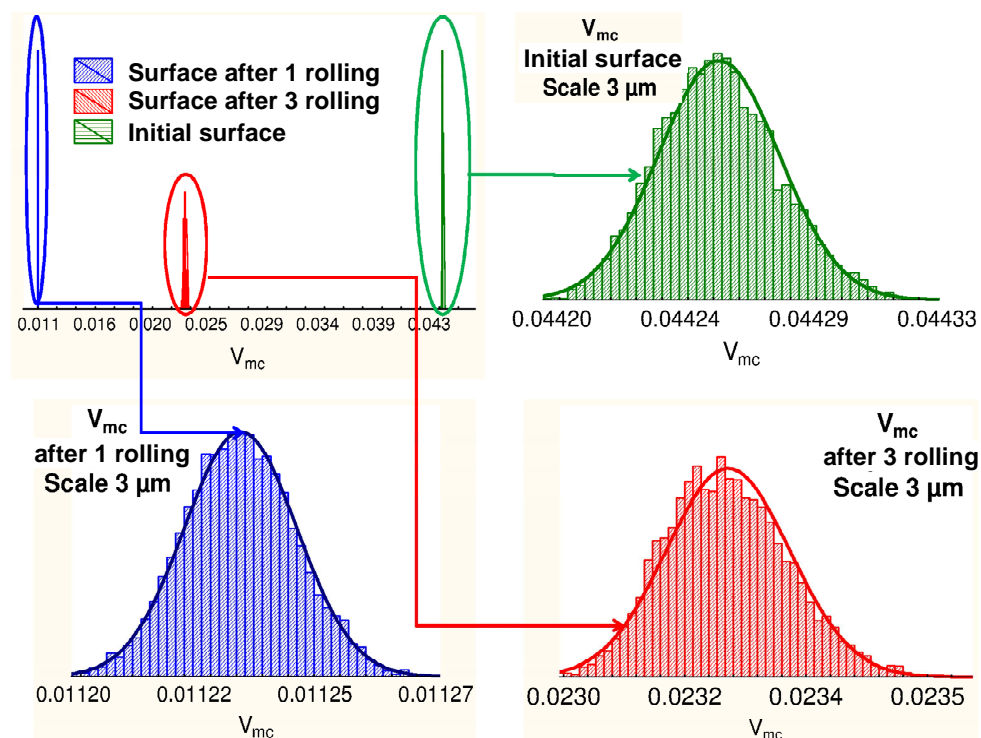 Surface after 1 rolling
Surface after 3 rolling
Initial surface
0.011 0.016 0.020 0.025 0.029 0.034 0.039 0.043
Vmc
Vmc
Initial surface
Scale 3 µm
0.04420 0.04424 0.04429 0.04433
Vmc
Vmc
after 1 rolling
Scale 3 µm
0.01120 0.01122 0.01125 0.01127
Vmc
Vmc
after 3 rolling
Scale 3 µm
0.0230 0.0232 0.0234 0.0235
Vmc